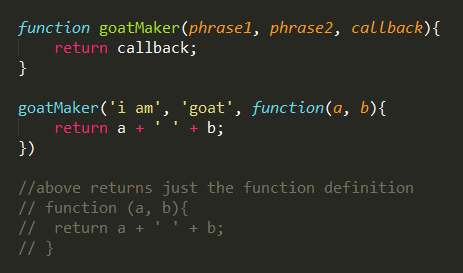 function goatMaker(phrase1, phrase2, callback){
    return callback;
}
goatMaker('i am', 'goat', function(a, b){
    return a + ' ' + b;
})
//above returns just the function definition
// function (a, b){
//  return a + ' ' + b;
// }